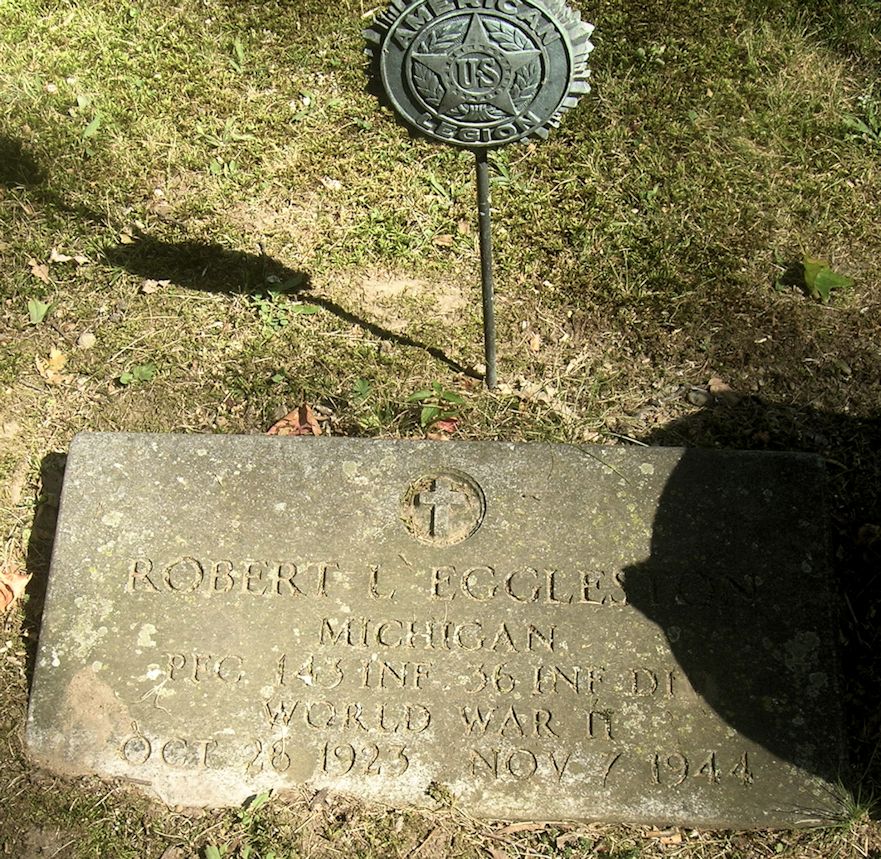 AMERICAN
US
LEGION
ROBERT L EGGLESTON
MICHIGAN
PFC 143 INF 36 INF DIV
WORLD WAR II
OCT 28 1923 NOV 7 1944